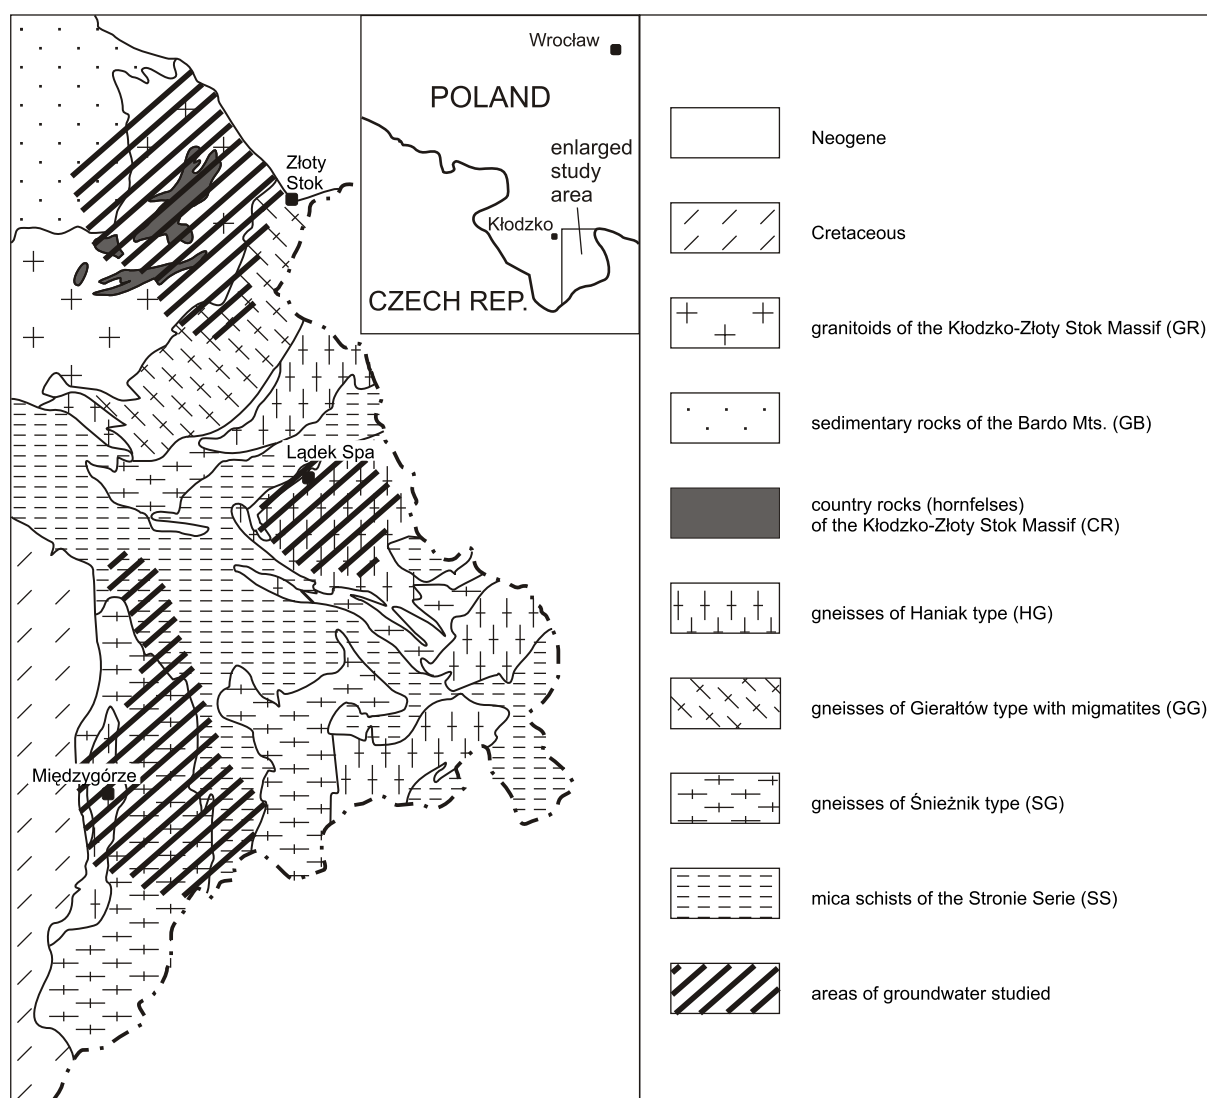 Wrocław
POLAND
enlarged
study
area
Kłodzko
CZECH REP.
Złoty
Stok
Lądek Spa
Międzygórze
Neogene
Cretaceous
granitoids of the Kłodzko-Złoty Stok Massif (GR)
sedimentary rocks of the Bardo Mts. (GB)
country rocks (hornfelses)
of the Kłodzko-Złoty Stok Massif (CR)
gneisses of Haniak type (HG)
gneisses of Gierałtów type with migmatites (GG)
gneisses of Śnieżnik type (SG)
mica schists of the Stronie Serie (SS)
areas of groundwater studied